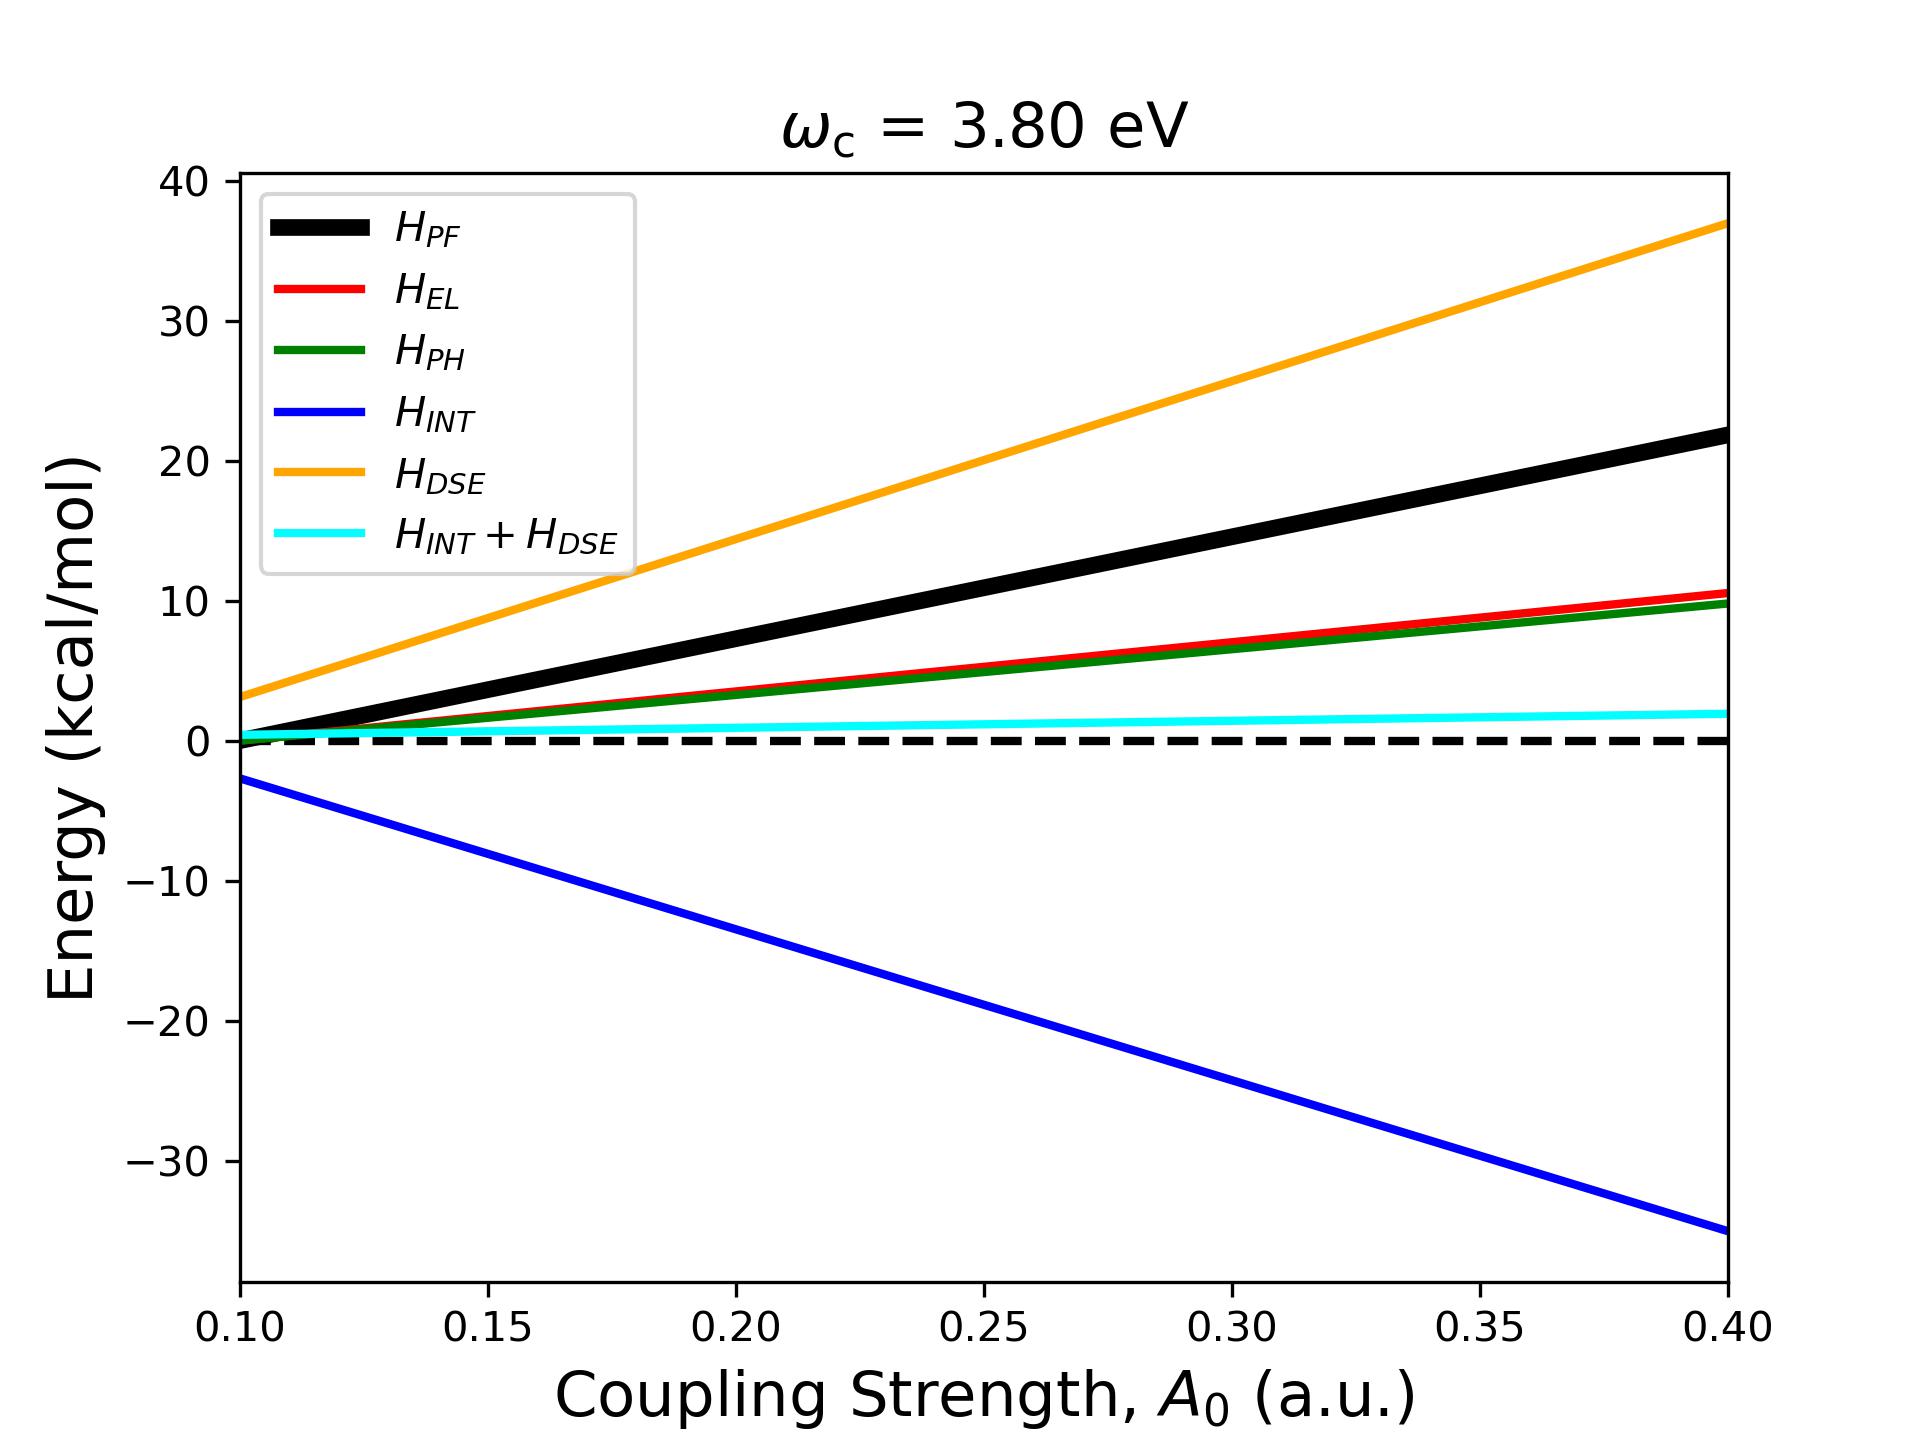 ω_c = 3.80 eV
40
30
20
10
0
−10
−20
−30
Energy (kcal/mol)
H_PF
H_EL
H_PH
H_INT
H_DSE
H_INT + H_DSE
0.10 0.15 0.20 0.25 0.30 0.35 0.40
Coupling Strength, A_0 (a.u.)